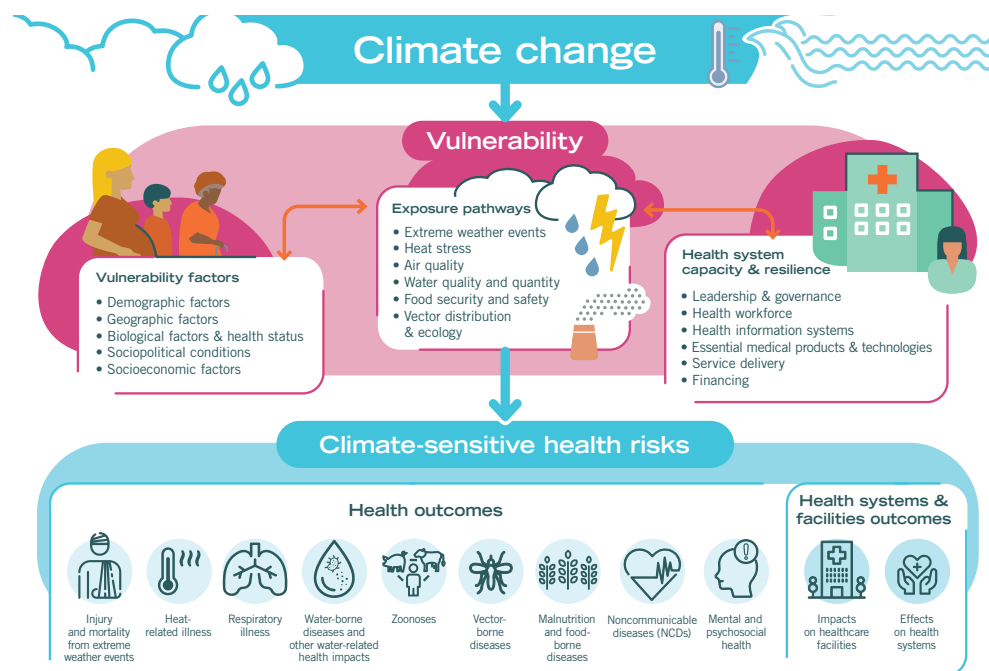 Climate change
Vulnerability
Exposure pathways
• Extreme weather events
• Heat stress
• Air quality
• Water quality and quantity
• Food security and safety
• Vector distribution
& ecology
Vulnerability factors
• Demographic factors
• Geographic factors
• Biological factors & health status
• Sociopolitical conditions
• Socioeconomic factors
Health system
capacity & resilience
• Leadership & governance
• Health workforce
• Health information systems
• Essential medical products & technologies
• Service delivery
• Financing
Climate-sensitive health risks
Health outcomes
Injury
and mortality
from extreme
weather events
Heat-
related illness
Respiratory
illness
Water-borne
diseases and
other water-related
health impacts
Zoonoses
Vector-
borne
diseases
Malnutrition
and food-
borne
diseases
Noncommunicable
diseases (NCDs)
Mental and
psychosocial
health
Health systems &
facilities outcomes
Impacts
on healthcare
facilities
Effects
on health
systems